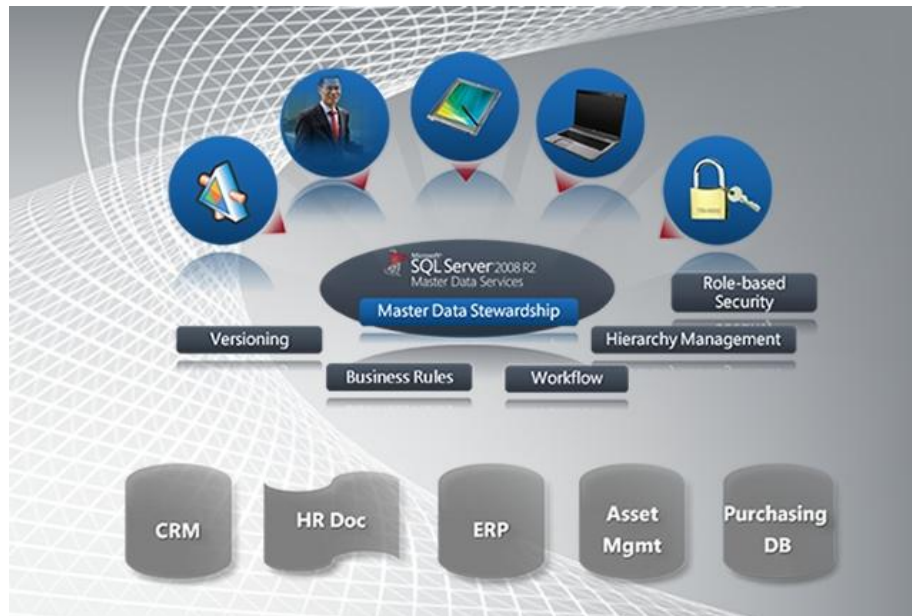 Microsoft
SQL Server 2008 R2
Master Data Services
Master Data Stewardship
Role-based
Security
Versioning
Hierarchy Management
Business Rules
Workflow
CRM
HR Doc
ERP
Asset
Mgmt
Purchasing
DB